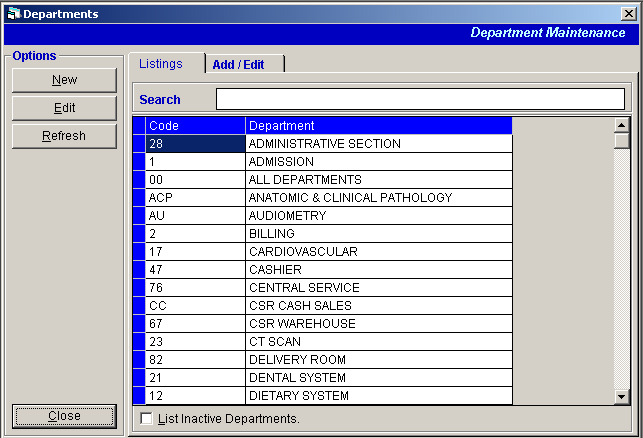 Departments
Department Maintenance
Options
New
Edit
Refresh
Close
Listings
Add / Edit
Search
Code Department
28 ADMINISTRATIVE SECTION
1 ADMISSION
00 ALL DEPARTMENTS
ACP ANATOMIC & CLINICAL PATHOLOGY
AU AUDIOMETRY
2 BILLING
17 CARDIOVASCULAR
47 CASHIER
76 CENTRAL SERVICE
CC CSR CASH SALES
67 CSR WAREHOUSE
23 CT SCAN
82 DELIVERY ROOM
21 DENTAL SYSTEM
12 DIETARY SYSTEM
List Inactive Departments.